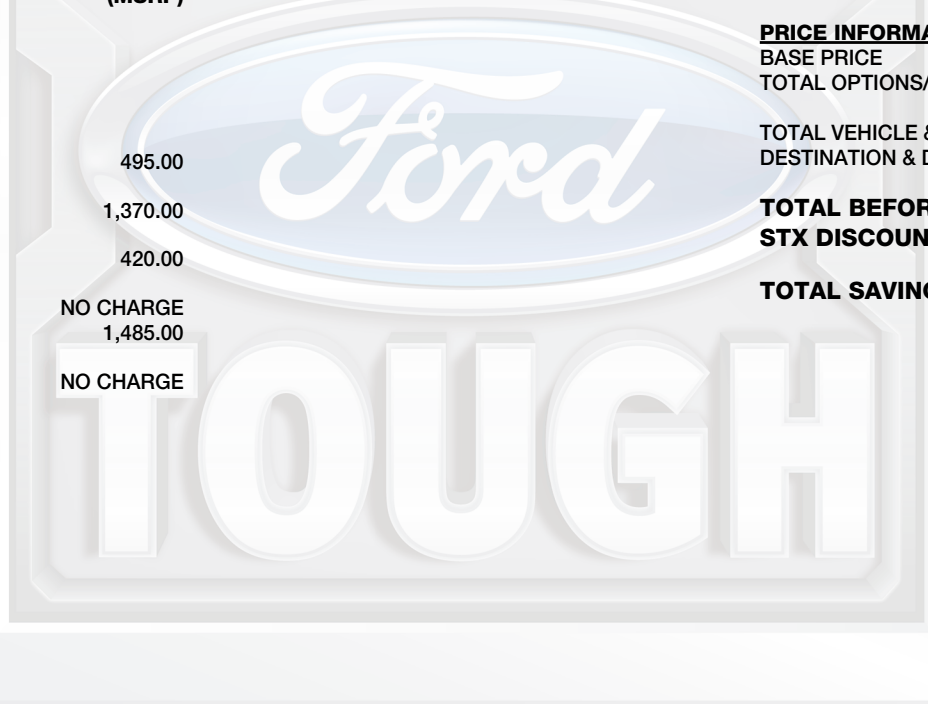 (MSRP)
495.00
1,370.00
420.00
NO CHARGE
1,485.00
NO CHARGE
PRICE INFORMA
BASE PRICE
TOTAL OPTIONS/
TOTAL VEHICLE &
DESTINATION & D
TOTAL BEFOR
STX DISCOUN
TOTAL SAVING
Ford
TOUGH